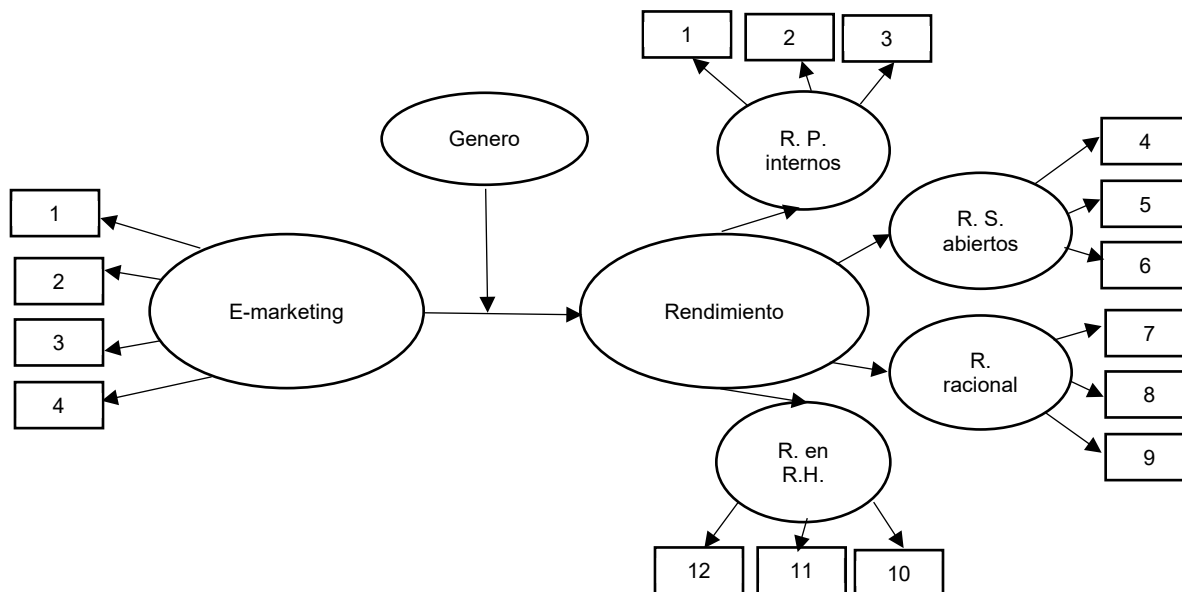 1
2
3
Genero
R. P.
internos
4
1
5
R. S.
abiertos
6
2
E-marketing
Rendimiento
7
3
R.
racional
8
4
9
R. en
R.H.
12
11
10